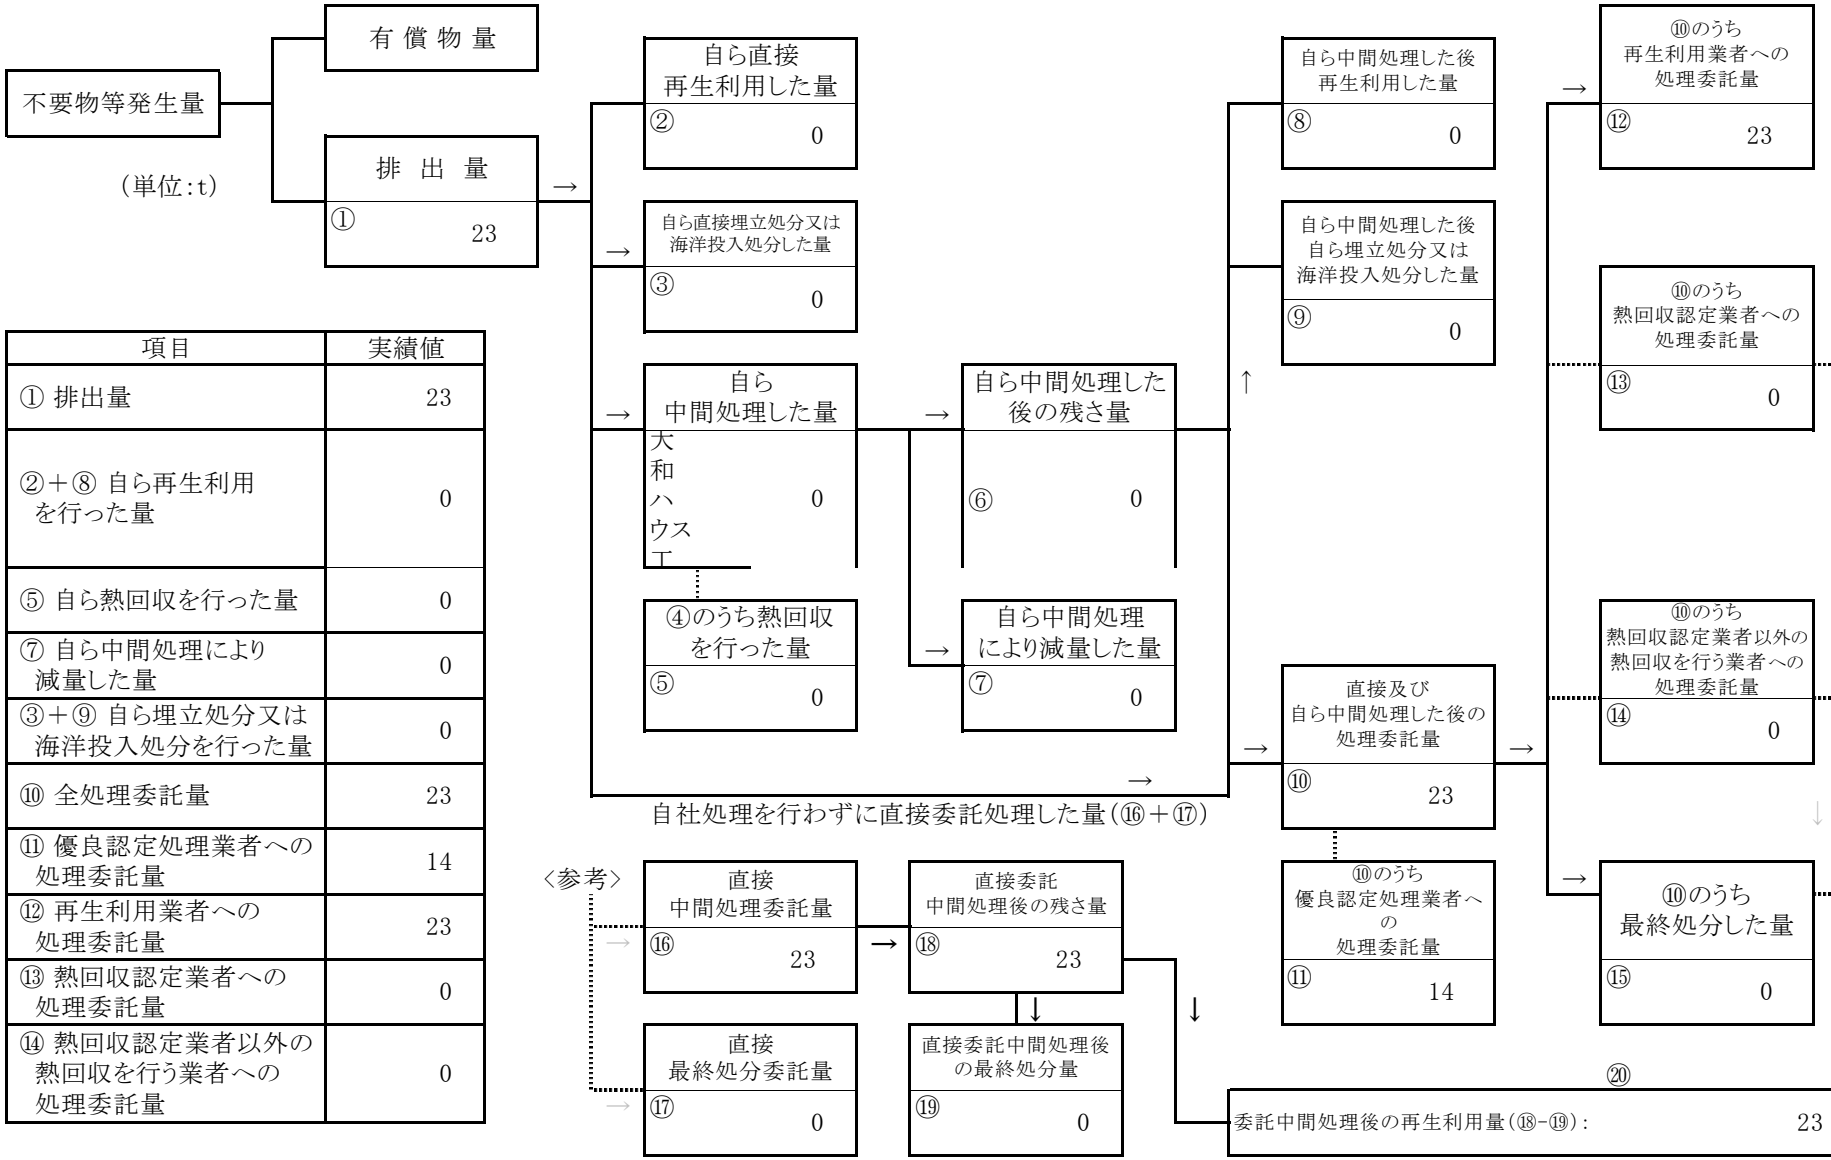 有 償 物 量
不要物等発生量
(単位:t)
排 出 量
→
①
23
自ら直接
再生利用した量
②
0
→
自ら直接埋立処分又は
海洋投入処分した量
③
0
→
自ら
中間処理した量
大
和
ハ
ウス
工
0
④のうち熱回収
を行った量
⑤
0
→
自ら中間処理した
後の残さ量
⑥
0
→
自ら中間処理
により減量した量
⑦
0
自ら中間処理した後
再生利用した量
⑧
0
自ら中間処理した後
自ら埋立処分又は
海洋投入処分した量
⑨
0
↑
→
自社処理を行わずに直接委託処理した量(⑯+⑰)
→
直接及び
自ら中間処理した後の
処理委託量
⑩
23
⑩のうち
優良認定処理業者へ
の
処理委託量
⑪
14
→
→
⑩のうち
再生利用業者への
処理委託量
⑫
23
⑩のうち
熱回収認定業者への
処理委託量
⑬
0
⑩のうち
熱回収認定業者以外の
熱回収を行う業者への
処理委託量
⑭
0
↓
→
⑩のうち
最終処分した量
⑮
0
項目 実績値
① 排出量 23
②+⑧ 自ら再生利用
を行った量 0
⑤ 自ら熱回収を行った量 0
⑦ 自ら中間処理により
減量した量 0
③+⑨ 自ら埋立処分又は
海洋投入処分を行った量 0
⑩ 全処理委託量 23
⑪ 優良認定処理業者への
処理委託量 14
⑫ 再生利用業者への
処理委託量 23
⑬ 熱回収認定業者への
処理委託量 0
⑭ 熱回収認定業者以外の
熱回収を行う業者への
処理委託量 0
<参考>
→
直接
中間処理委託量
⑯
23
→
直接委託
中間処理後の残さ量
⑱
23
↓
↓
→
直接
最終処分委託量
⑰
0
直接委託中間処理後
の最終処分量
⑲
0
⑳
委託中間処理後の再生利用量(⑱-⑲): 23